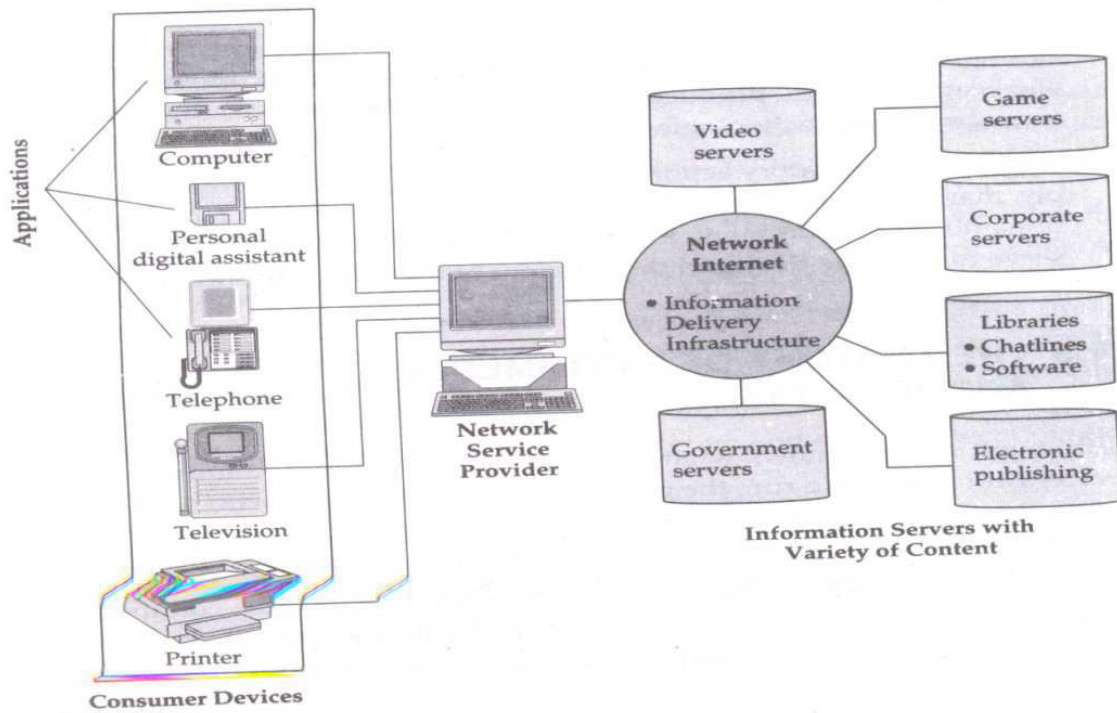 Applications
Computer
Personal
digital assistant
Telephone
Television
Printer
Consumer Devices
Network
Service
Provider
Video
servers
Network
Internet
• Information
Delivery
Infrastructure
Government
servers
Game
servers
Corporate
servers
Libraries
• Chatlines
• Software
Electronic
publishing
Information Servers with
Variety of Content